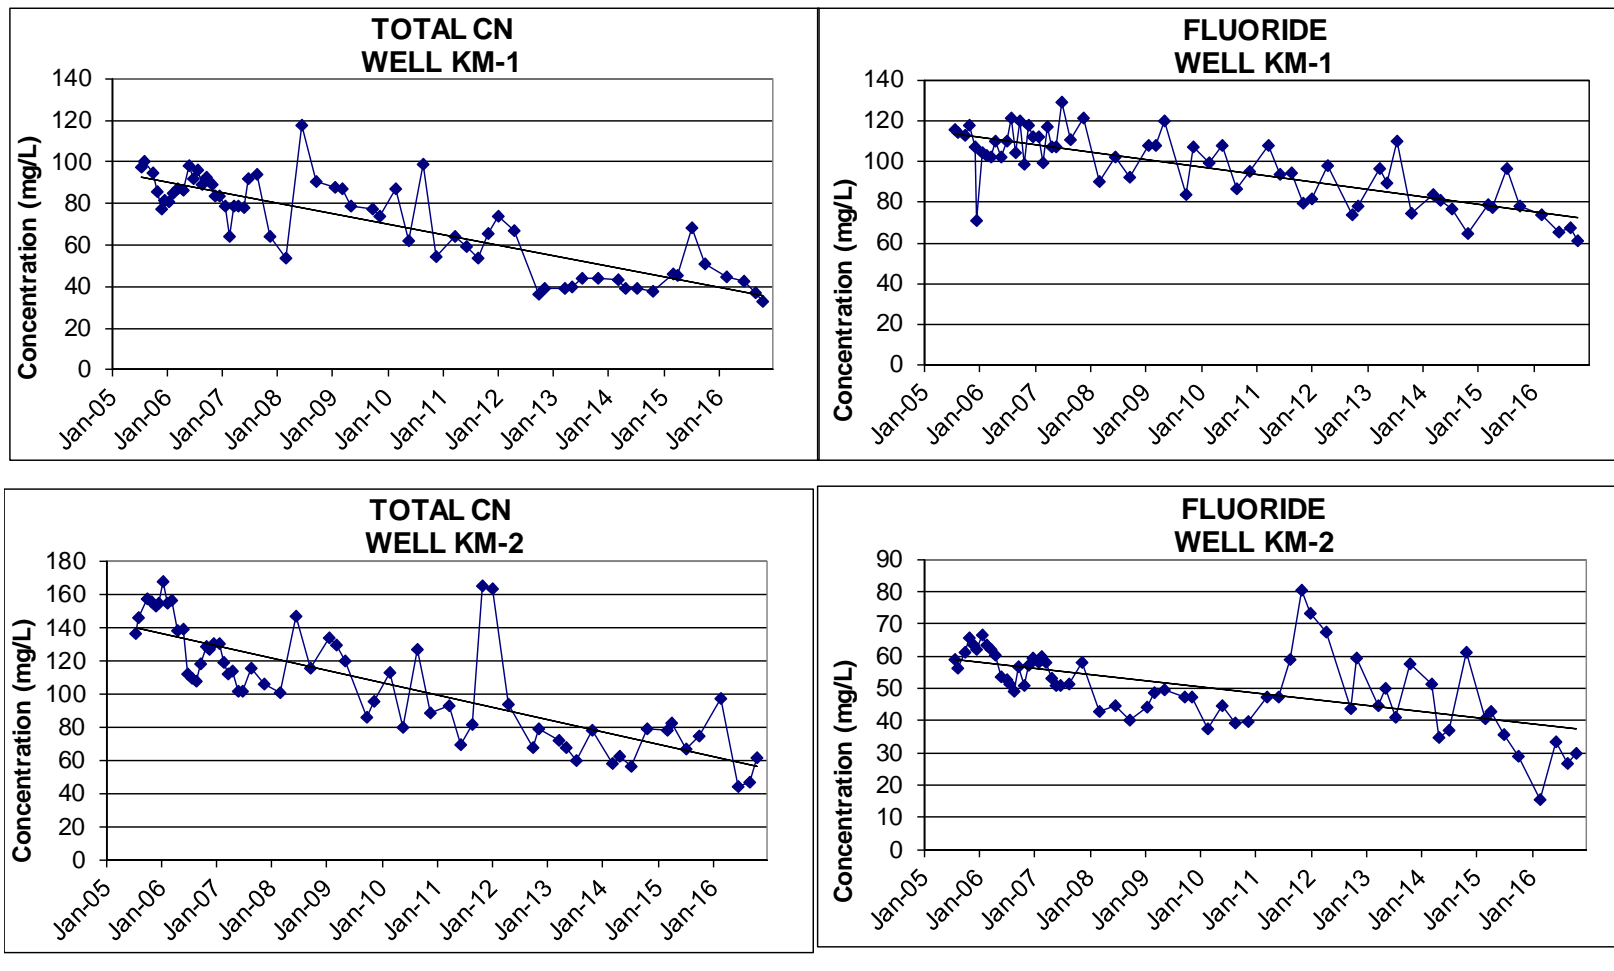 TOTAL CN
WELL KM-1
Concentration (mg/L)
140
120
100
80
60
40
20
0
Jan-05 Jan-06 Jan-07 Jan-08 Jan-09 Jan-10 Jan-11 Jan-12 Jan-13 Jan-14 Jan-15 Jan-16
FLUORIDE
WELL KM-1
Concentration (mg/L)
140
120
100
80
60
40
20
0
Jan-05 Jan-06 Jan-07 Jan-08 Jan-09 Jan-10 Jan-11 Jan-12 Jan-13 Jan-14 Jan-15 Jan-16
TOTAL CN
WELL KM-2
Concentration (mg/L)
180
160
140
120
100
80
60
40
20
0
Jan-05 Jan-06 Jan-07 Jan-08 Jan-09 Jan-10 Jan-11 Jan-12 Jan-13 Jan-14 Jan-15 Jan-16
FLUORIDE
WELL KM-2
Concentration (mg/L)
90
80
70
60
50
40
30
20
10
0
Jan-05 Jan-06 Jan-07 Jan-08 Jan-09 Jan-10 Jan-11 Jan-12 Jan-13 Jan-14 Jan-15 Jan-16